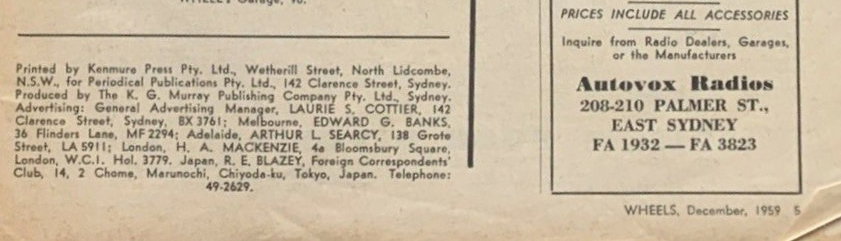 WHEELS Garage, 98.
Printed by Kenmure Press Pty. Ltd., Wetherill Street, North Lidcombe,
N.S.W., for Periodical Publications Pty. Ltd., 142 Clarence Street, Sydney.
Produced by The K. G. Murray Publishing Company Pty. Ltd., Sydney.
Advertising: General Advertising Manager, LAURIE S. COTTIER, 142
Clarence Street, Sydney, BX 3761; Melbourne, EDWARD G. BANKS,
36 Flinders Lane, MF 2294; Adelaide, ARTHUR L. SEARCY, 138 Grote
Street, LA 5911; London, H. A. MACKENZIE, 4a Bloomsbury Square,
London, W.C.I. Hol. 3779. Japan, R. E. BLAZEY, Foreign Correspondents'
Club, 14, 2 Chome, Marunochi, Chiyoda-ku, Tokyo, Japan. Telephone:
49-2629.
PRICES INCLUDE ALL ACCESSORIES
Inquire from Radio Dealers, Garages,
or the Manufacturers
Autovox Radios
208-210 PALMER ST.,
EAST SYDNEY
FA 1932 — FA 3823
WHEELS, December, 1959 5